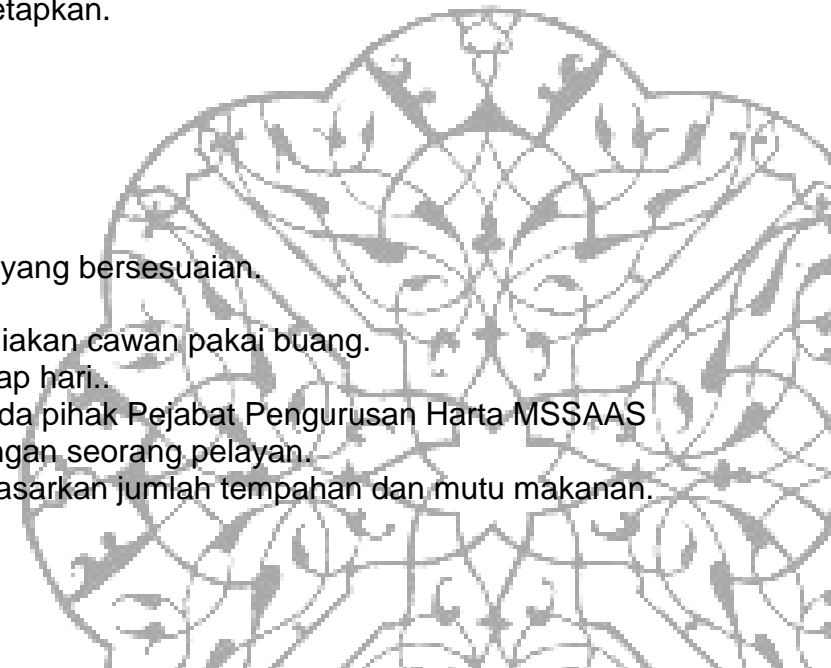 etapkan.
yang bersesuaian.
iakan cawan pakai buang.
ap hari..
da pihak Pejabat Pengurusan Harta MSSAAS
ngan seorang pelayan.
asarkan jumlah tempahan dan mutu makanan.